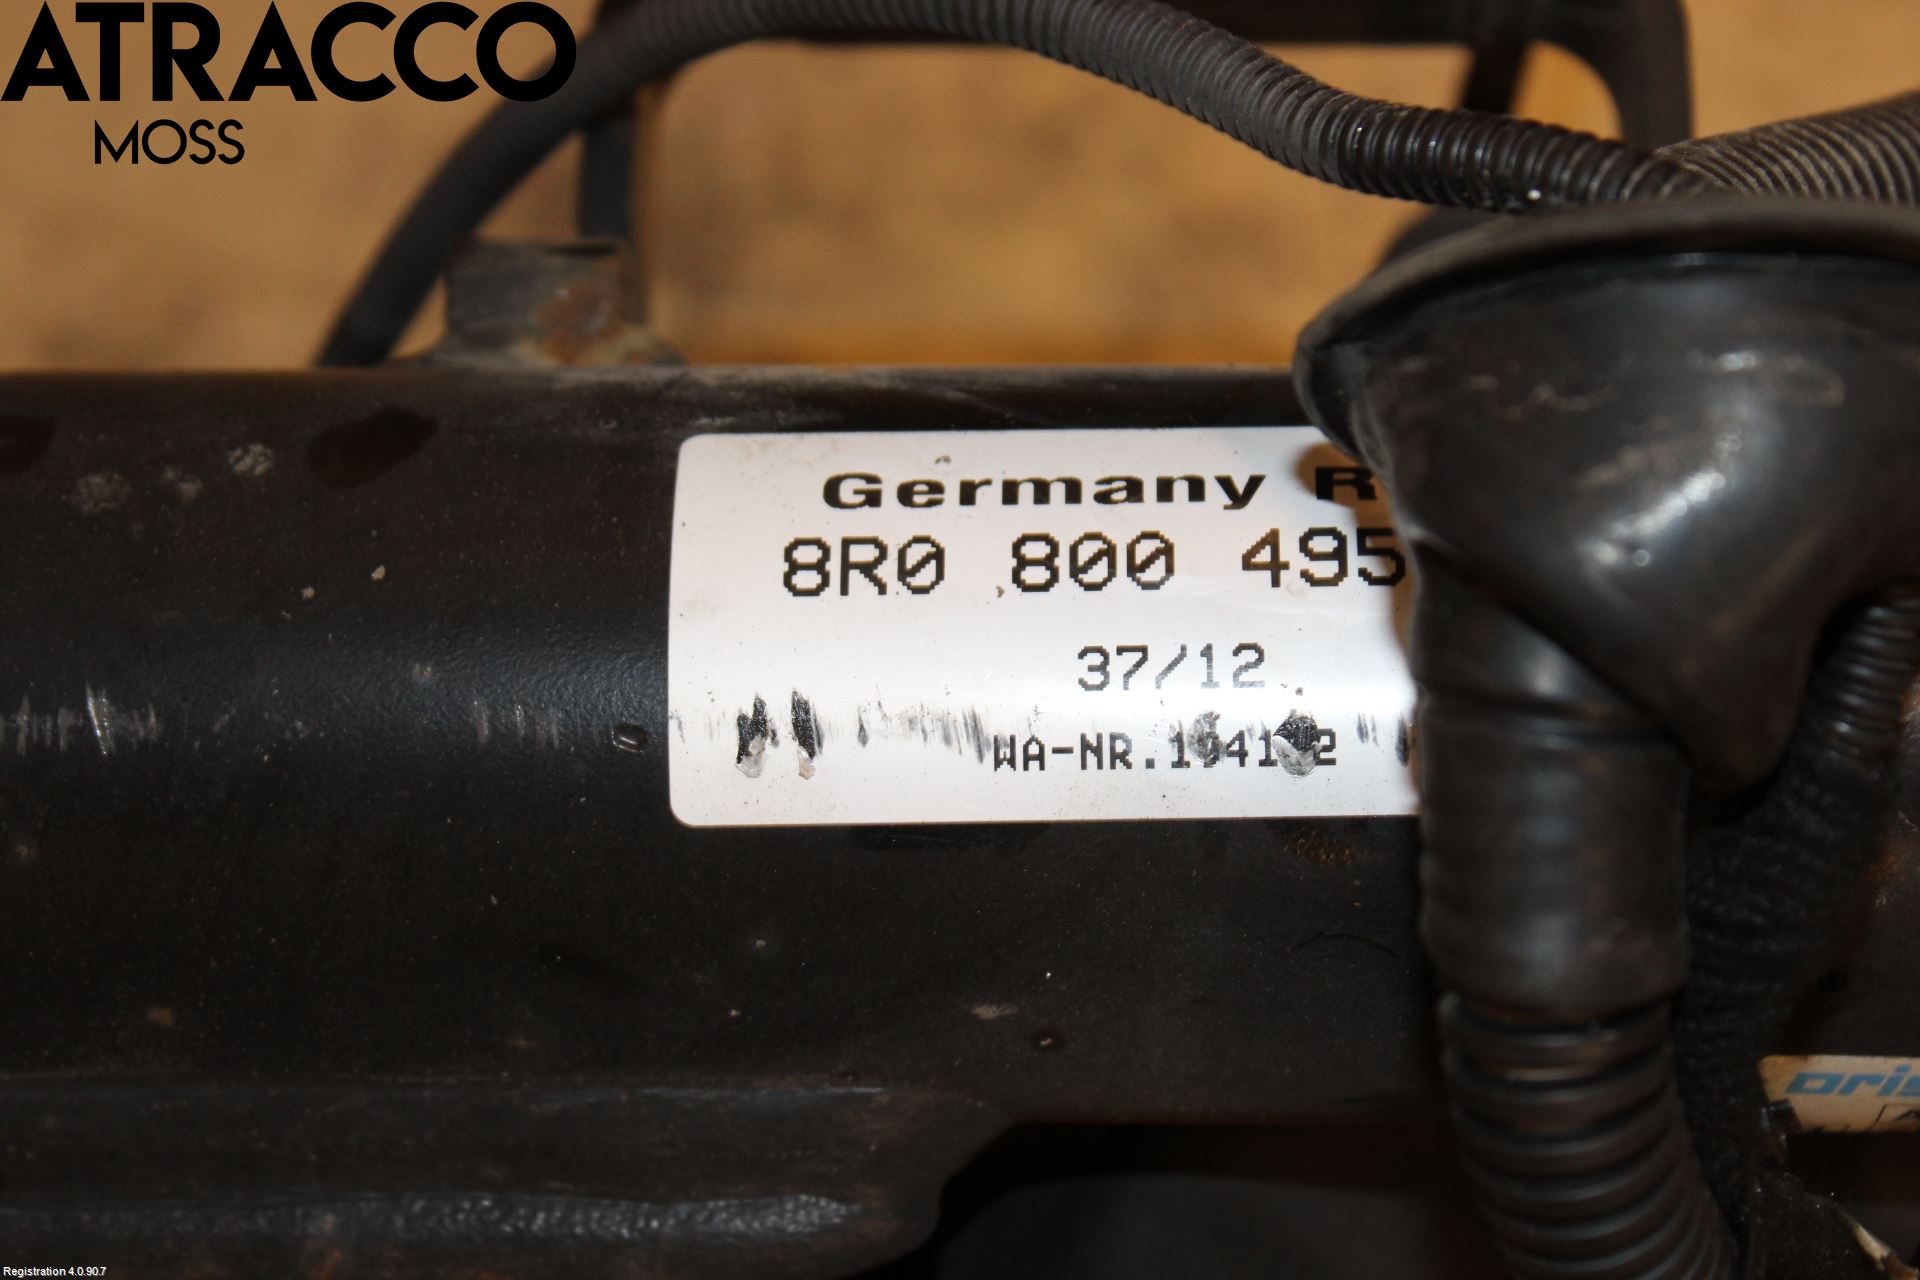 ATRACCO
MOSS
Germany
8R0 800 495
37/12
Registration 4.0.90.7